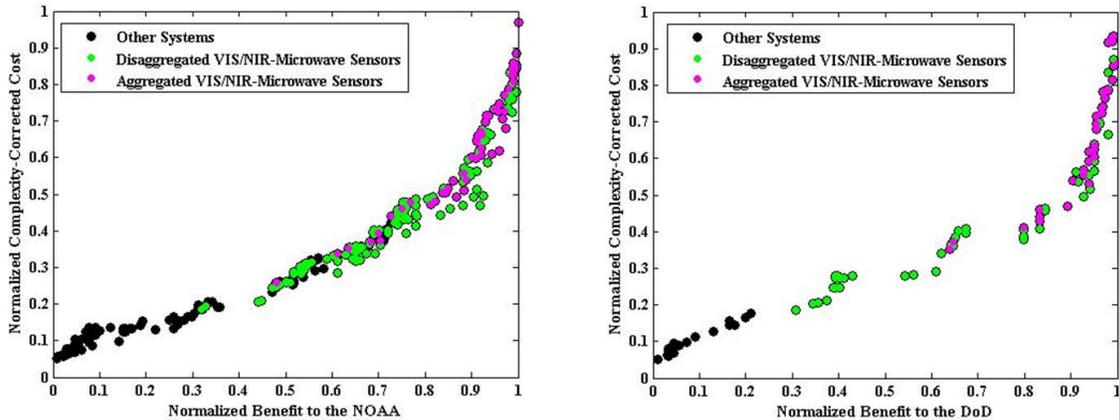 Normalized Complexity-Corrected Cost
1
0.9
0.8
0.7
0.6
0.5
0.4
0.3
0.2
0.1
0
Other Systems
Disaggregated VIS/NIR-Microwave Sensors
Aggregated VIS/NIR-Microwave Sensors
0 0.1 0.2 0.3 0.4 0.5 0.6 0.7 0.8 0.9 1
Normalized Benefit to the NOAA
Normalized Complexity-Corrected Cost
1
0.9
0.8
0.7
0.6
0.5
0.4
0.3
0.2
0.1
0
Other Systems
Disaggregated VIS/NIR-Microwave Sensors
Aggregated VIS/NIR-Microwave Sensors
0 0.1 0.2 0.3 0.4 0.5 0.6 0.7 0.8 0.9 1
Normalized Benefit to the DoD